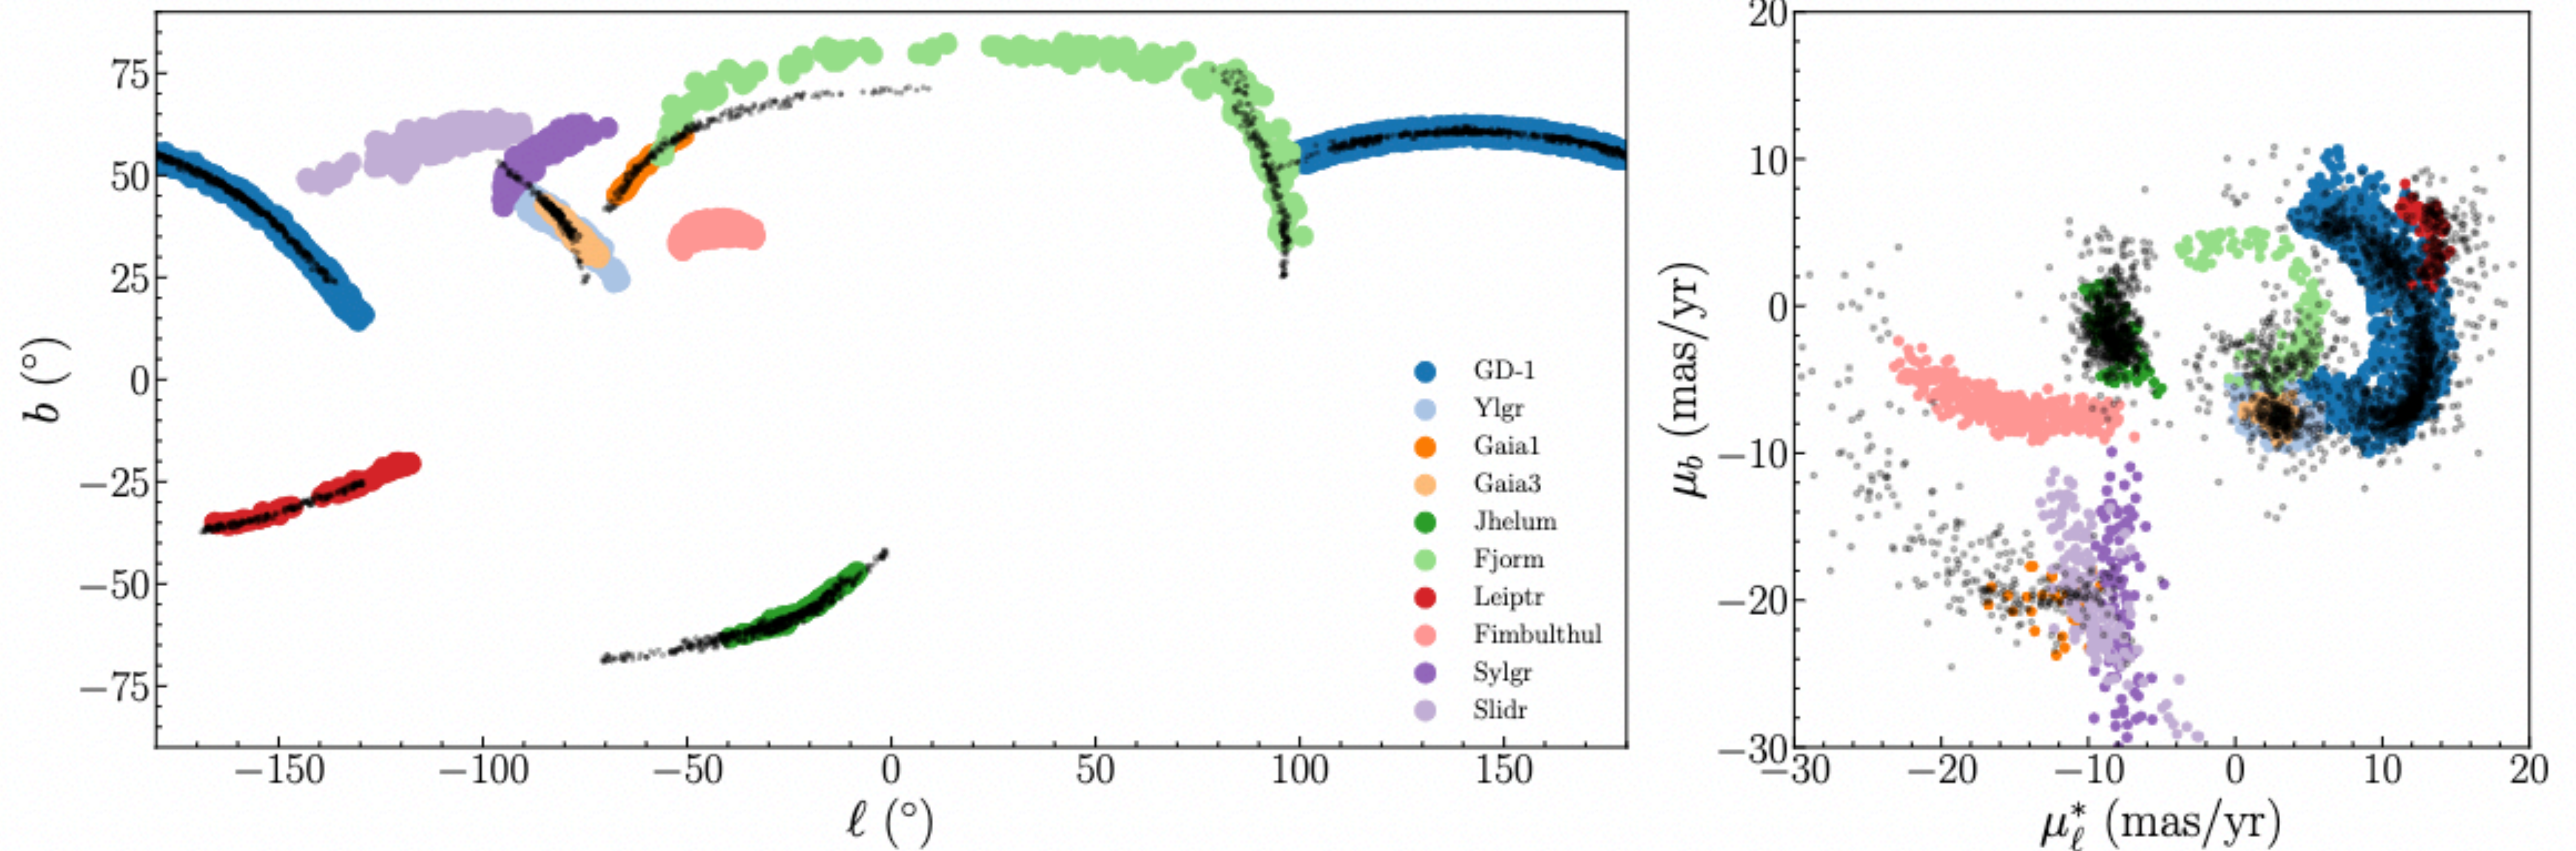 75
50
25
0
−25
−50
−75
b (°)
−150
−100
−50
0
50
100
150
ℓ (°)
GD-1
Ylgr
Gaia1
Gaia3
Jhelum
Fjorm
Leiptr
Fimbulthul
Sylgr
Slidr
20
10
0
−10
−20
−30
μb (mas/yr)
−30
−20
−10
0
10
20
μ*ℓ (mas/yr)